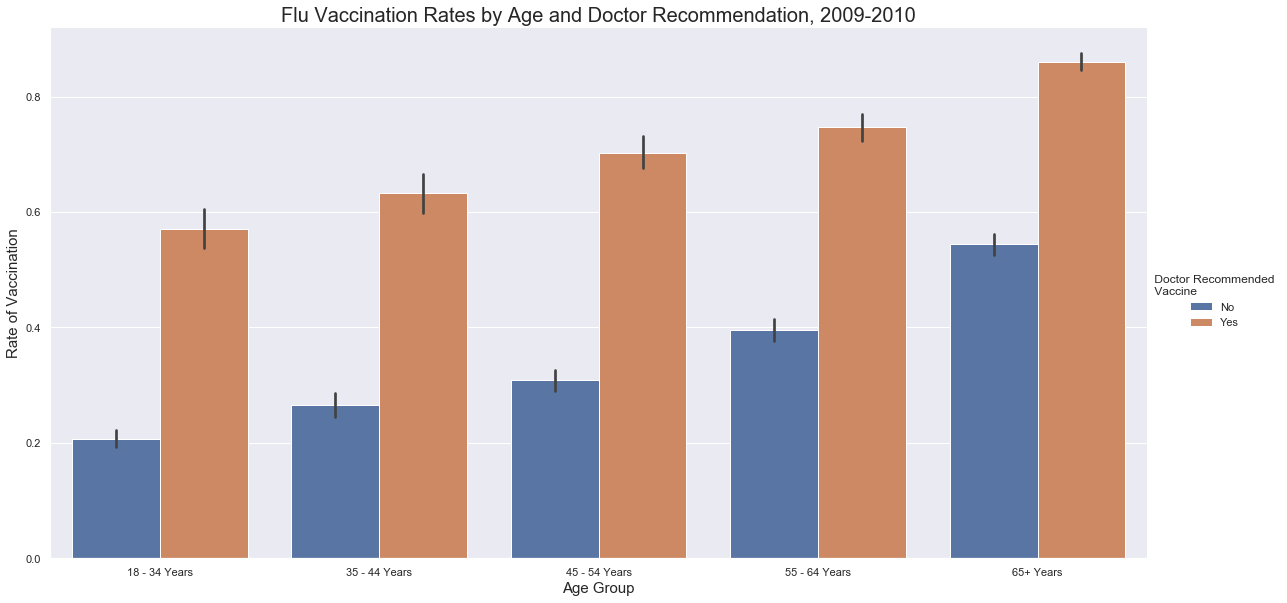 Flu Vaccination Rates by Age and Doctor Recommendation, 2009-2010
Rate of Vaccination
0.8
0.6
0.4
0.2
0.0
18 - 34 Years
35 - 44 Years
45 - 54 Years
55 - 64 Years
65+ Years
Age Group
Doctor Recommended
Vaccine
No
Yes